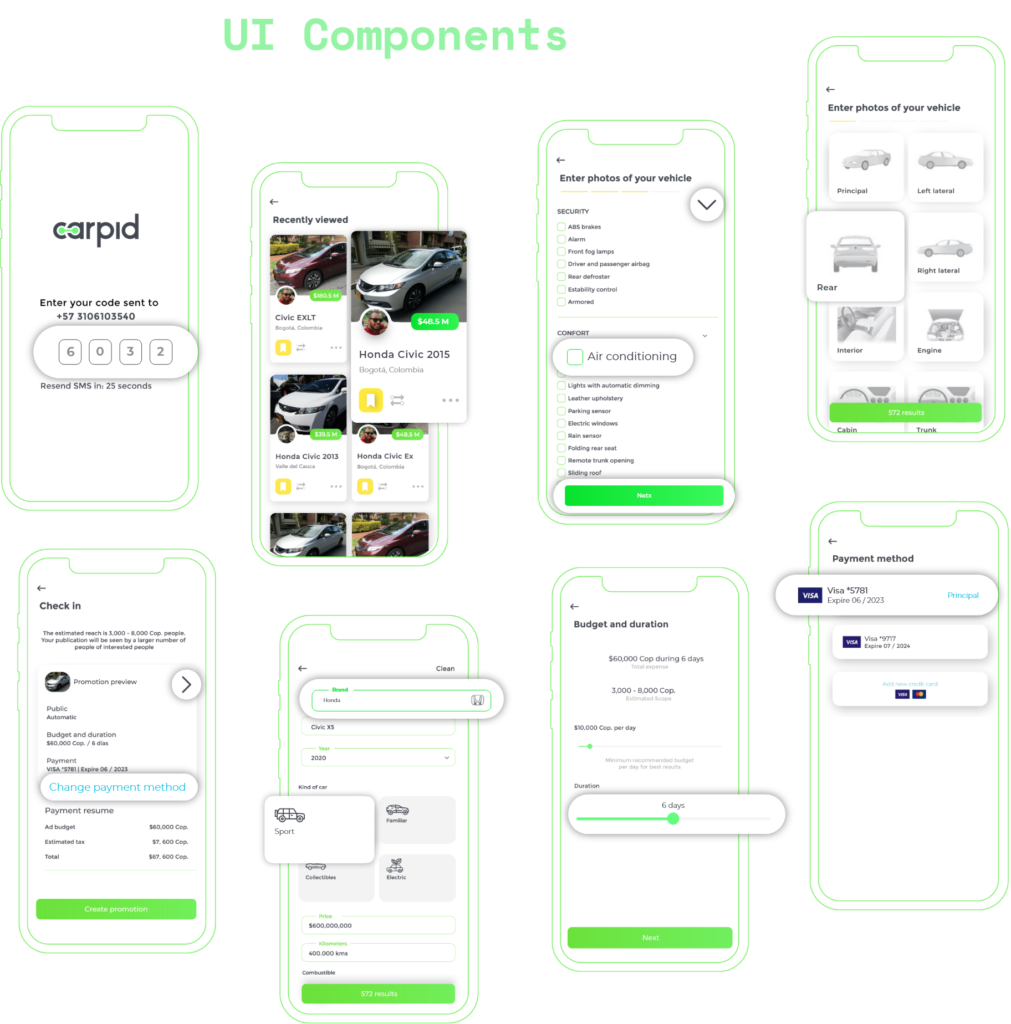 UI Components
carpid
Enter your code sent to
+57 3106103540
6 0 3 2
Resend SMS in: 25 seconds
Recently viewed
$180.5 M
Civic EXLT
Bogotá, Colombia
$48.5 M
Honda Civic 2015
Bogotá, Colombia
$39.5 M
Honda Civic 2013
Valle del Cauca
$48.5 M
Honda Civic Ex
Bogotá, Colombia
Enter photos of your vehicle
SECURITY
ABS brakes
Alarm
Front fog lamps
Driver and passenger airbag
Rear defroster
Estability control
Armored
CONFORT
Air conditioning
Lights with automatic dimming
Leather upholstery
Parking sensor
Electric windows
Rain sensor
Folding rear seat
Remote trunk opening
Sliding roof
Netx
Enter photos of your vehicle
Principal
Left lateral
Rear
Right lateral
Interior
Engine
572 results
Cabin
Trunk
Check in
The estimated reach is 3,000 - 8,000 Cop. people.
Your publication will be seen by a larger number of
people of interested people
Promotion preview
Public
Automatic
Budget and duration
$60,000 Cop. / 6 días
Payment
VISA *5781 | Expire 06 / 2023
Change payment method
Payment resume
Ad budget $60,000 Cop.
Estimated tax $7, 600 Cop.
Total $67, 600 Cop.
Create promotion
Clean
Brand
Honda
Civic XS
Year
2020
Kind of car
Sport
Familiar
Collectibles
Electric
Price
$600,000,000
Kilometers
400.000 kms
Combustible
572 results
Budget and duration
$60,000 Cop during 6 days
Total expense
3,000 - 8,000 Cop.
Estimated Scope
$10,000 Cop. per day
Minimum recommended budget
per day for best results
Duration
6 days
Next
Payment method
VISA
Visa *5781
Expire 06 / 2023
Principal
VISA
Visa *9717
Expire 07 / 2024
Add new credit card
VISA